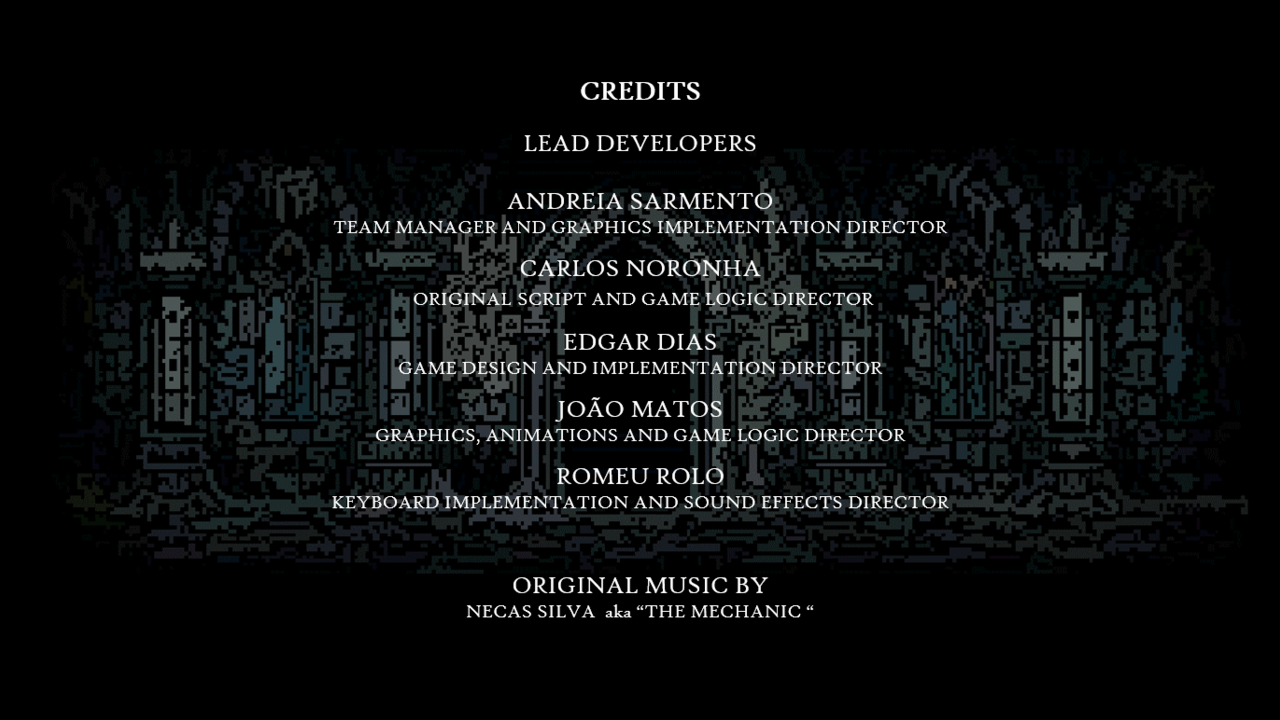 CREDITS
LEAD DEVELOPERS
ANDREIA SARMENTO
TEAM MANAGER AND GRAPHICS IMPLEMENTATION DIRECTOR
CARLOS NORONHA
ORIGINAL SCRIPT AND GAME LOGIC DIRECTOR
EDGAR DIAS
GAME DESIGN AND IMPLEMENTATION DIRECTOR
JOÃO MATOS
GRAPHICS, ANIMATIONS AND GAME LOGIC DIRECTOR
ROMEU ROLO
KEYBOARD IMPLEMENTATION AND SOUND EFFECTS DIRECTOR
ORIGINAL MUSIC BY
NECAS SILVA aka “THE MECHANIC “